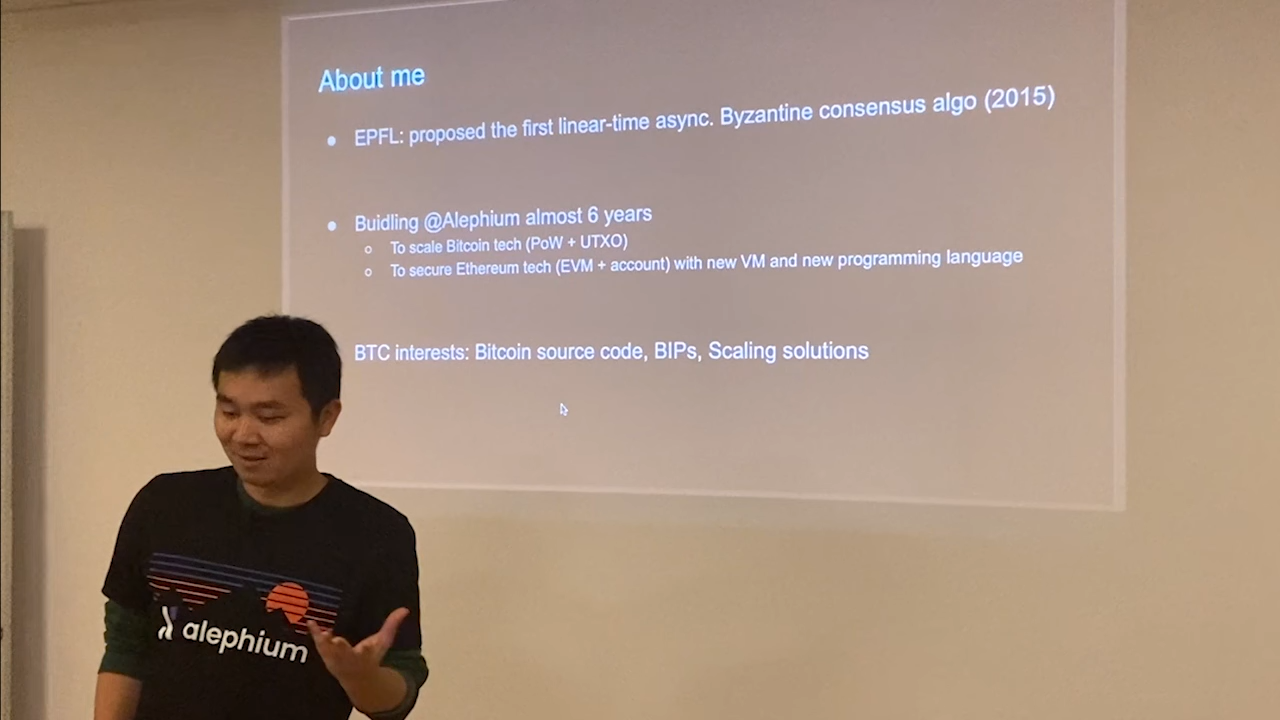 About me
EPFL: proposed the first linear-time async. Byzantine consensus algo (2015)
Buidling @Alephium almost 6 years
To scale Bitcoin tech (PoW + UTXO)
To secure Ethereum tech (EVM + account) with new VM and new programming language
BTC interests: Bitcoin source code, BIPs, Scaling solutions
alephium